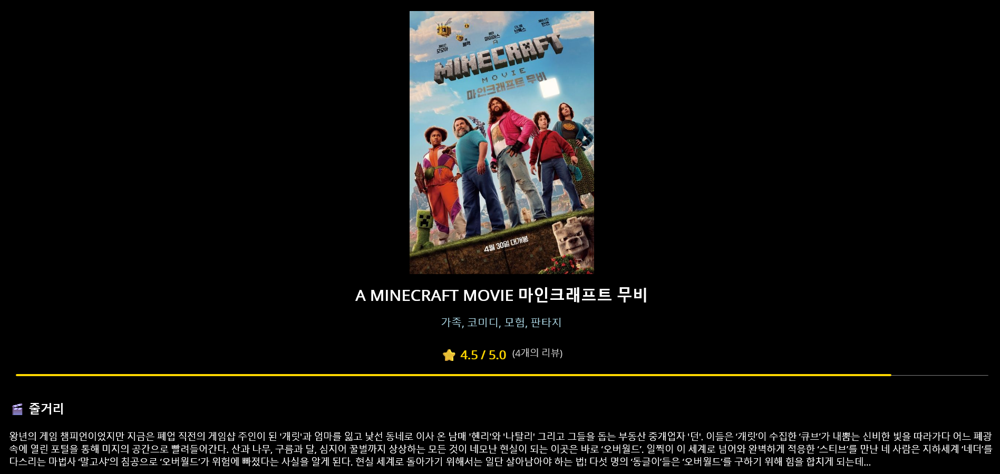 제이슨
모모아
잭
블랙
엠마
마이어스
다니엘
브룩스
세바스찬
한센
A
MINECRAFT
MOVIE
마인크래프트 무비
4월 30일 대개봉
A MINECRAFT MOVIE 마인크래프트 무비
가족, 코미디, 모험, 판타지
4.5 / 5.0 (4개의 리뷰)
줄거리
왕년의 게임 챔피언이었지만 지금은 폐업 직전의 게임샵 주인이 된 '개릿'과 엄마를 잃고 낯선 동네로 이사 온 남매 '헨리'와 '나탈리' 그리고 그들을 돕는 부동산 중개업자 '던'. 이들은 ‘개릿’이 수집한 ‘큐브’가 내뿜는 신비한 빛을 따라가다 어느 폐광
속에 열린 포털을 통해 미지의 공간으로 빨려들어간다. 산과 나무, 구름과 달, 심지어 꿀벌까지 상상하는 모든 것이 네모난 현실이 되는 이곳은 바로 ‘오버월드’. 일찍이 이 세계로 넘어와 완벽하게 적응한 ‘스티브’를 만난 네 사람은 지하세계 ‘네더’를
다스리는 마법사 ‘말고샤’의 침공으로 ‘오버월드’가 위험에 빠졌다는 사실을 알게 된다. 현실 세계로 돌아가기 위해서는 일단 살아남아야 하는 법! 다섯 명의 ‘동글이’들은 ‘오버월드’를 구하기 위해 힘을 합치게 되는데...